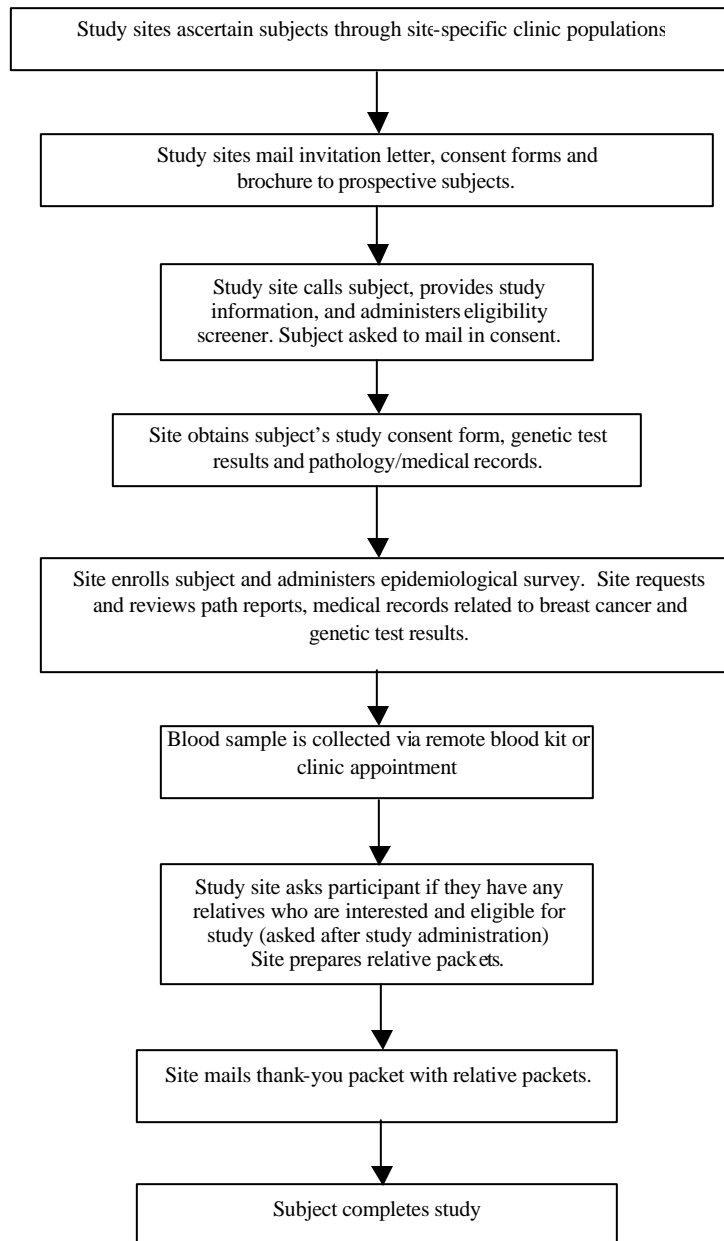 Study sites ascertain subjects through site-specific clinic populations
Study sites mail invitation letter, consent forms and
brochure to prospective subjects.
Study site calls subject, provides study
information, and administers eligibility
screener. Subject asked to mail in consent.
Site obtains subject’s study consent form, genetic test
results and pathology/medical records.
Site enrolls subject and administers epidemiological survey. Site requests
and reviews path reports, medical records related to breast cancer and
genetic test results.
Blood sample is collected via remote blood kit or
clinic appointment
Study site asks participant if they have any
relatives who are interested and eligible for
study (asked after study administration)
Site prepares relative packets.
Site mails thank-you packet with relative packets.
Subject completes study